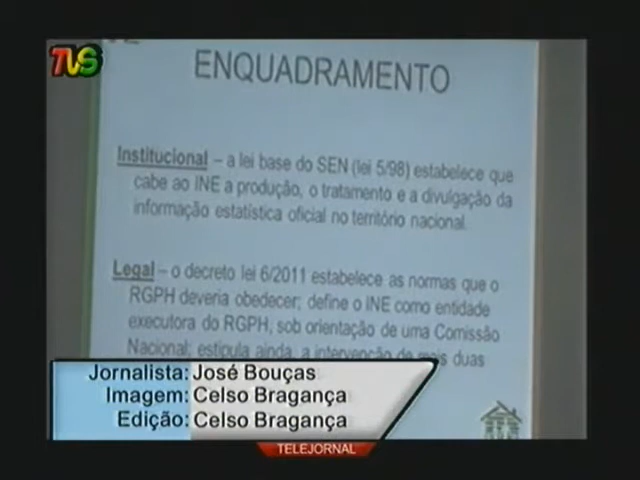 TVS
ENQUADRAMENTO
Institucional – a lei base do SEN (lei 5/98) estabelece que
cabe ao INE a produção, o tratamento e a divulgação da
informação estatística oficial no território nacional.
Legal – o decreto lei 6/2011 estabelece as normas que o
RGPH deveria obedecer; define o INE como entidade
executora do RGPH, sob orientação de uma Comissão
Nacional; estipula ainda, a intervenção de mais duas
Jornalista: José Bouças
Imagem: Celso Bragança
Edição: Celso Bragança
TELEJORNAL